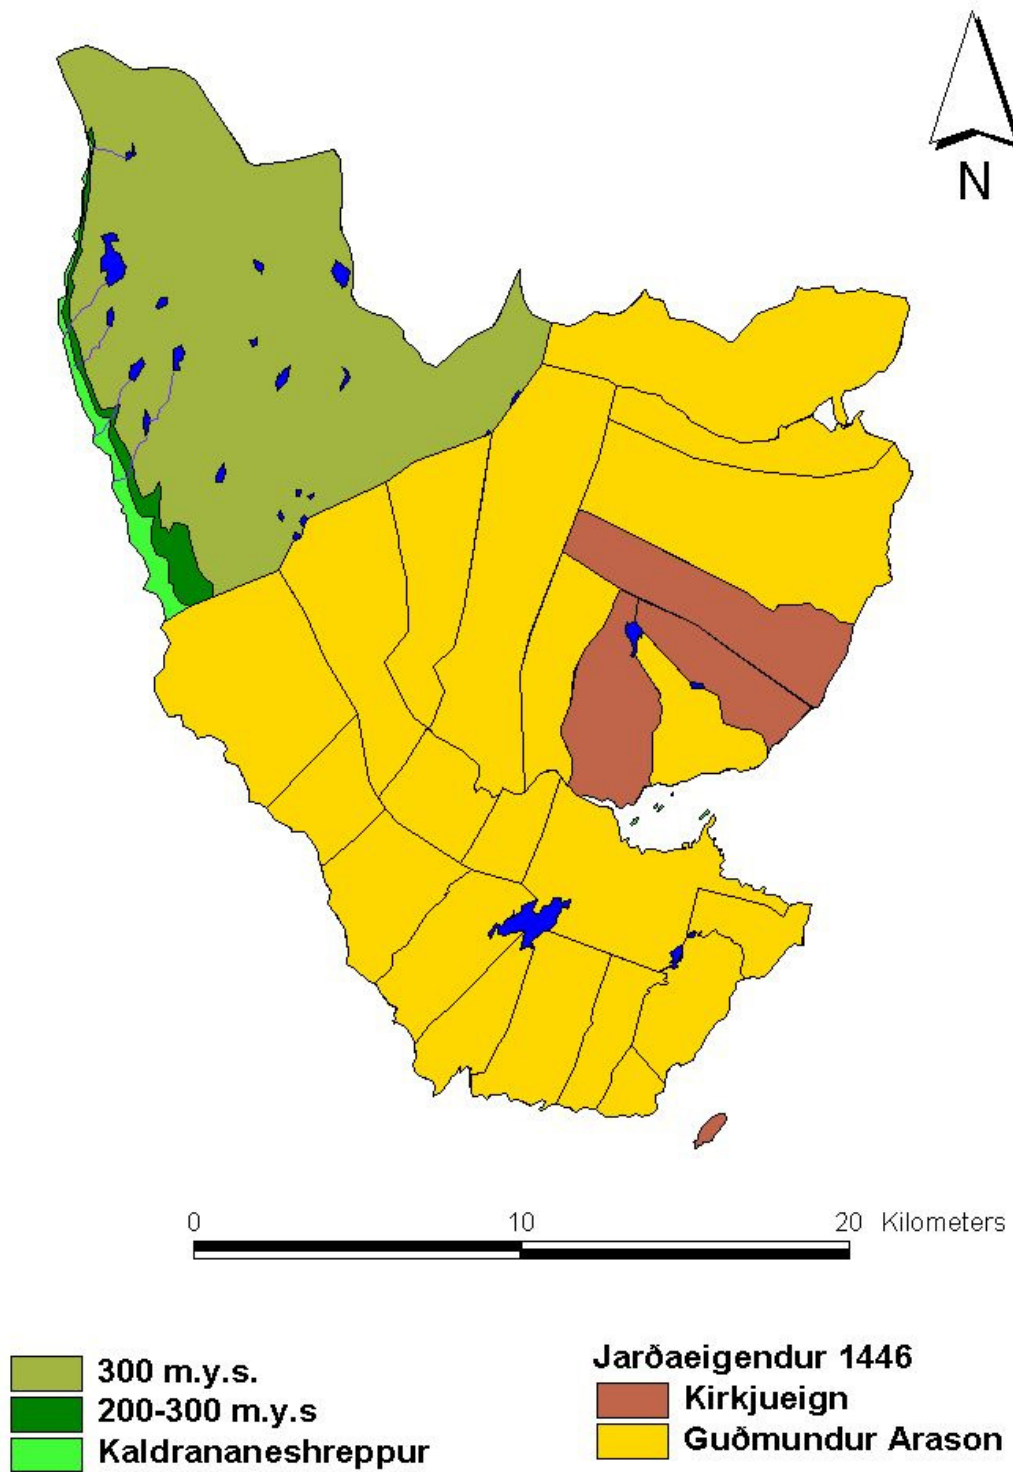 N
0 10 20 Kilometers
300 m.y.s.
200-300 m.y.s
Kaldrananeshreppur
Jarðaeigendur 1446
Kirkjueign
Guðmundur Arason